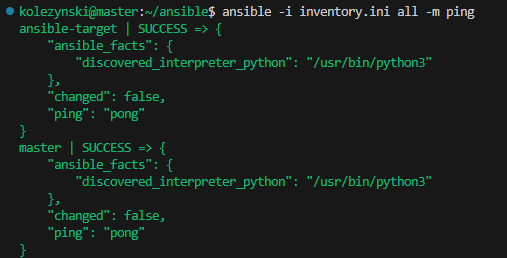 kolezynski@master:~/ansible$ ansible -i inventory.ini all -m ping
ansible-target | SUCCESS => {
    "ansible_facts": {
        "discovered_interpreter_python": "/usr/bin/python3"
    },
    "changed": false,
    "ping": "pong"
}
master | SUCCESS => {
    "ansible_facts": {
        "discovered_interpreter_python": "/usr/bin/python3"
    },
    "changed": false,
    "ping": "pong"
}